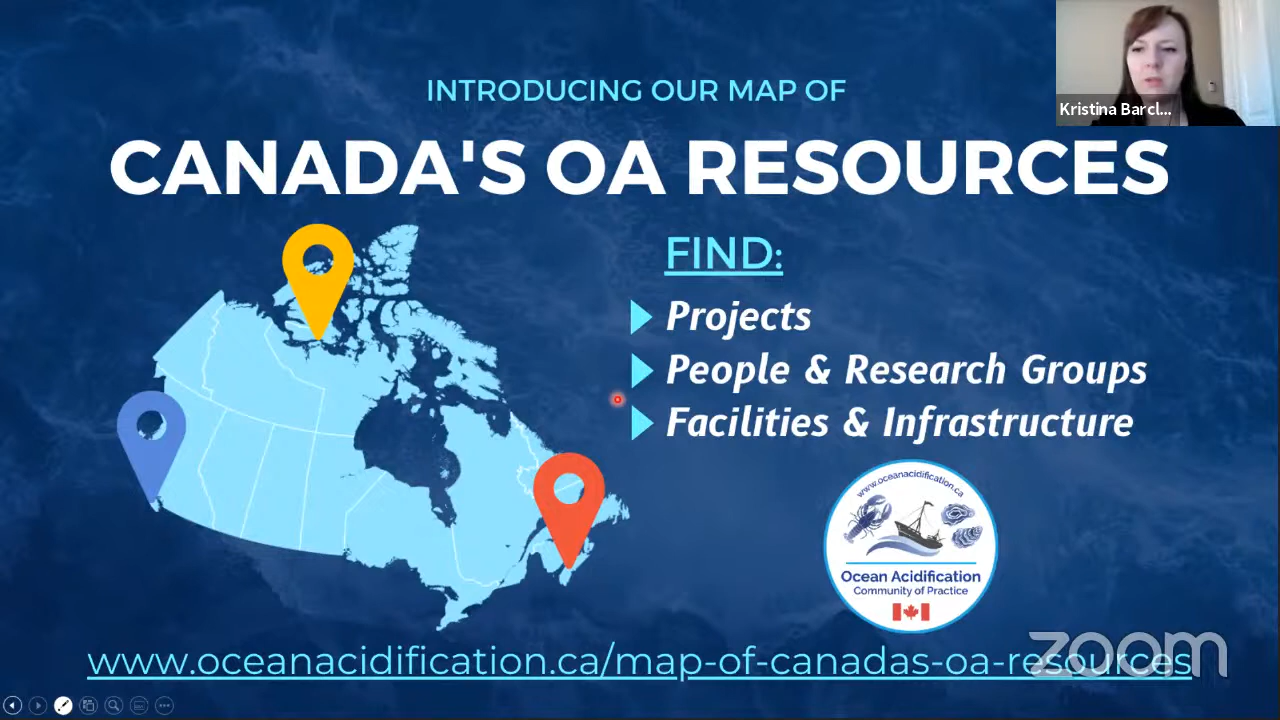 INTRODUCING OUR MAP OF
CANADA'S OA RESOURCES
Kristina Barcl...
FIND:
Projects
People & Research Groups
Facilities & Infrastructure
www.oceanacidification.ca
Ocean Acidification
Community of Practice
www.oceanacidification.ca/map-of-canadas-oa-resources
zoom